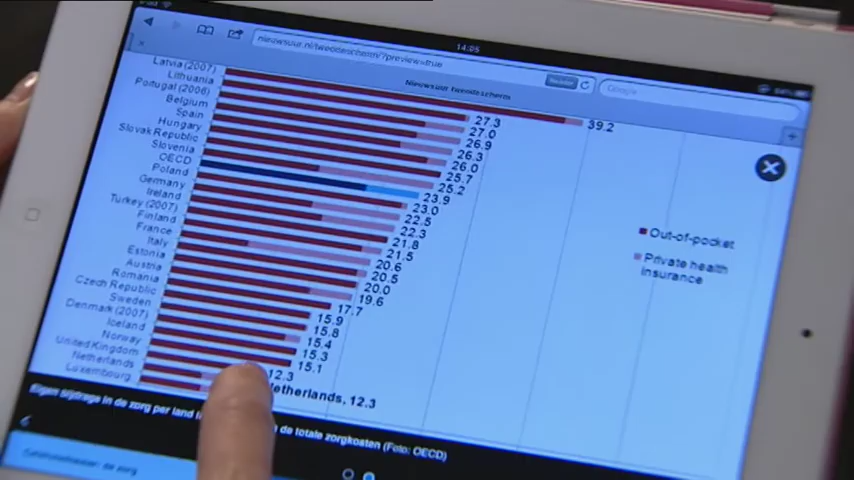 14:05
nieuwsuur.nl/tweedescherm/?preview=true
Google
Nieuwsuur tweedescherm
Latvia (2007)
Lithuania
Portugal (2006)
Belgium
Spain
Hungary
Slovak Republic
Slovenia
OECD
Poland
Germany
Ireland
Turkey (2007)
Finland
France
Italy
Estonia
Austria
Romania
Czech Republic
Sweden
Denmark (2007)
Iceland
Norway
United Kingdom
Netherlands
Luxembourg
39.2
27.3
27.0
26.9
26.3
26.0
25.7
25.2
23.9
23.0
22.5
22.3
21.8
21.5
20.6
20.5
20.0
19.6
17.7
15.9
15.8
15.4
15.3
15.1
12.3
Netherlands, 12.3
Out-of-pocket
Private health
insurance
Eigen bijdrage in de zorg per land
de totale zorgkosten (Foto: OECD)
de zorg